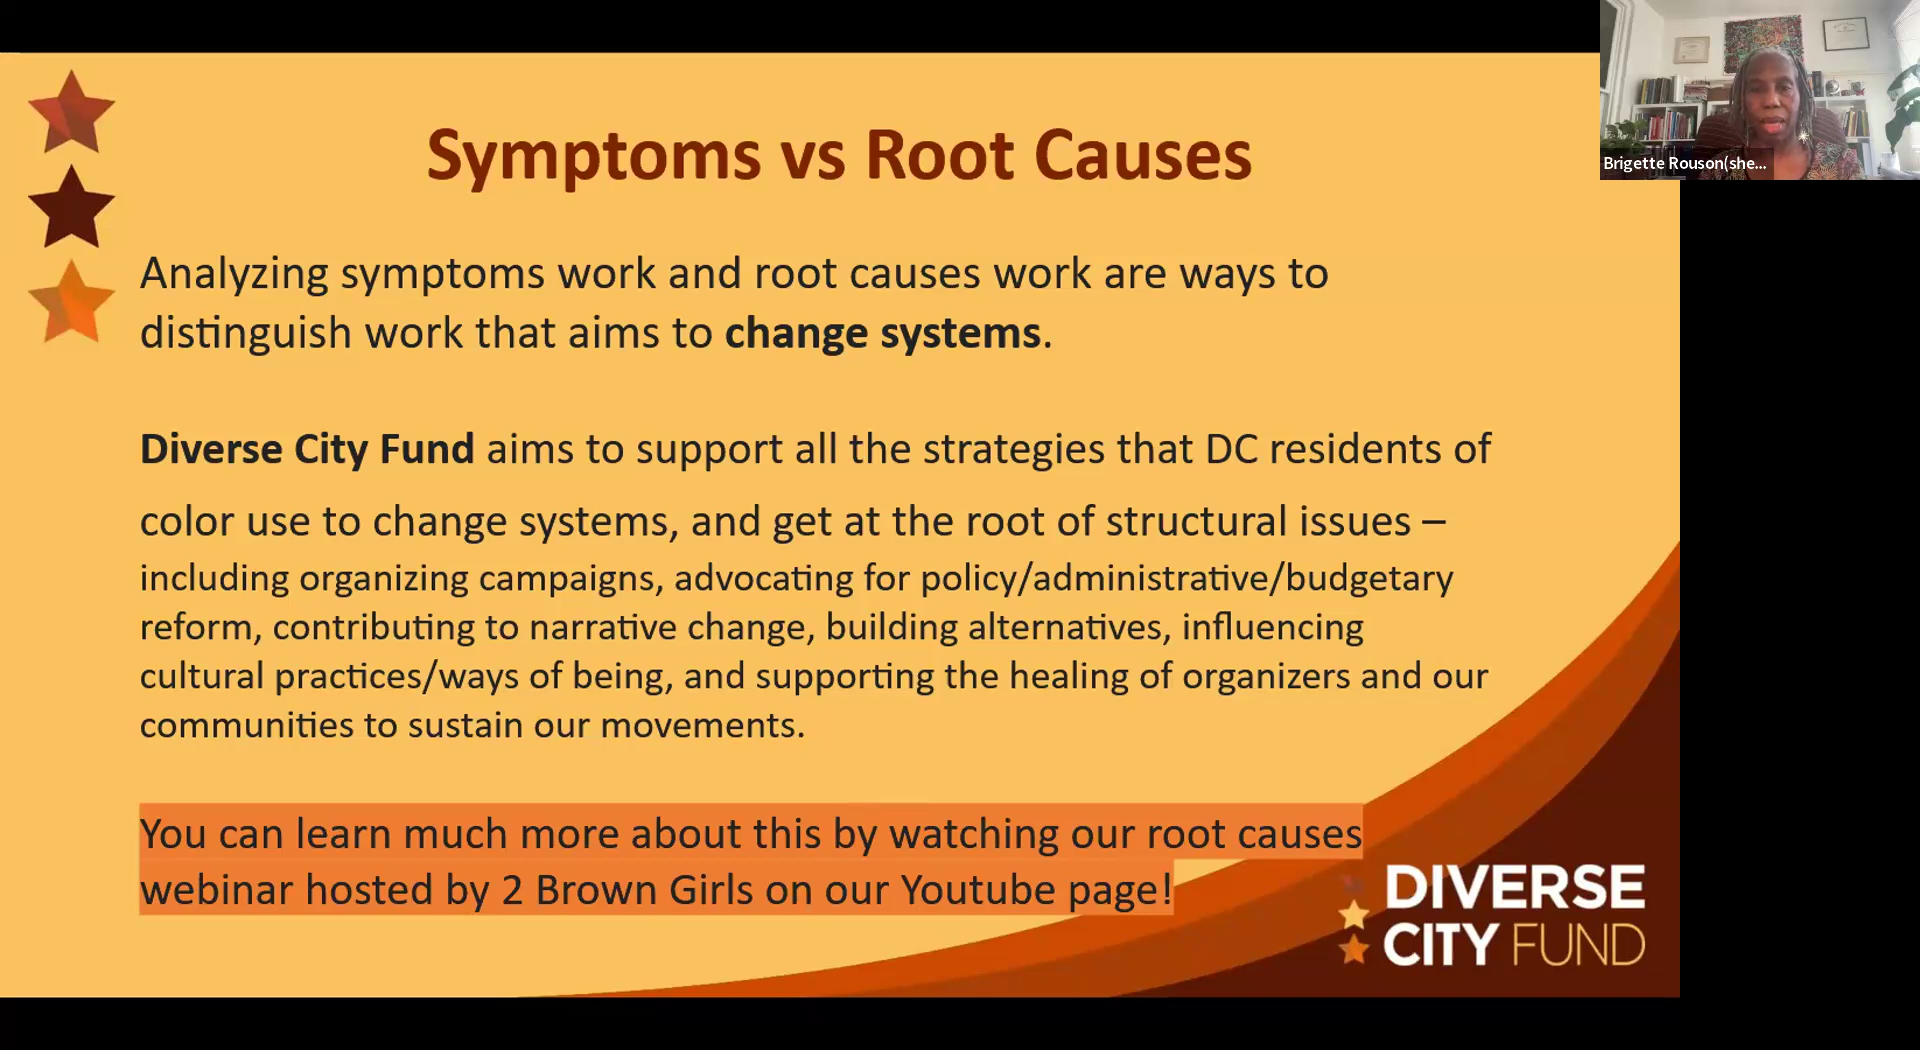 Symptoms vs Root Causes
Analyzing symptoms work and root causes work are ways to
distinguish work that aims to change systems.
Diverse City Fund aims to support all the strategies that DC residents of
color use to change systems, and get at the root of structural issues –
including organizing campaigns, advocating for policy/administrative/budgetary
reform, contributing to narrative change, building alternatives, influencing
cultural practices/ways of being, and supporting the healing of organizers and our
communities to sustain our movements.
You can learn much more about this by watching our root causes
webinar hosted by 2 Brown Girls on our Youtube page!
DIVERSE
CITY FUND
Brigette Rouson(she...